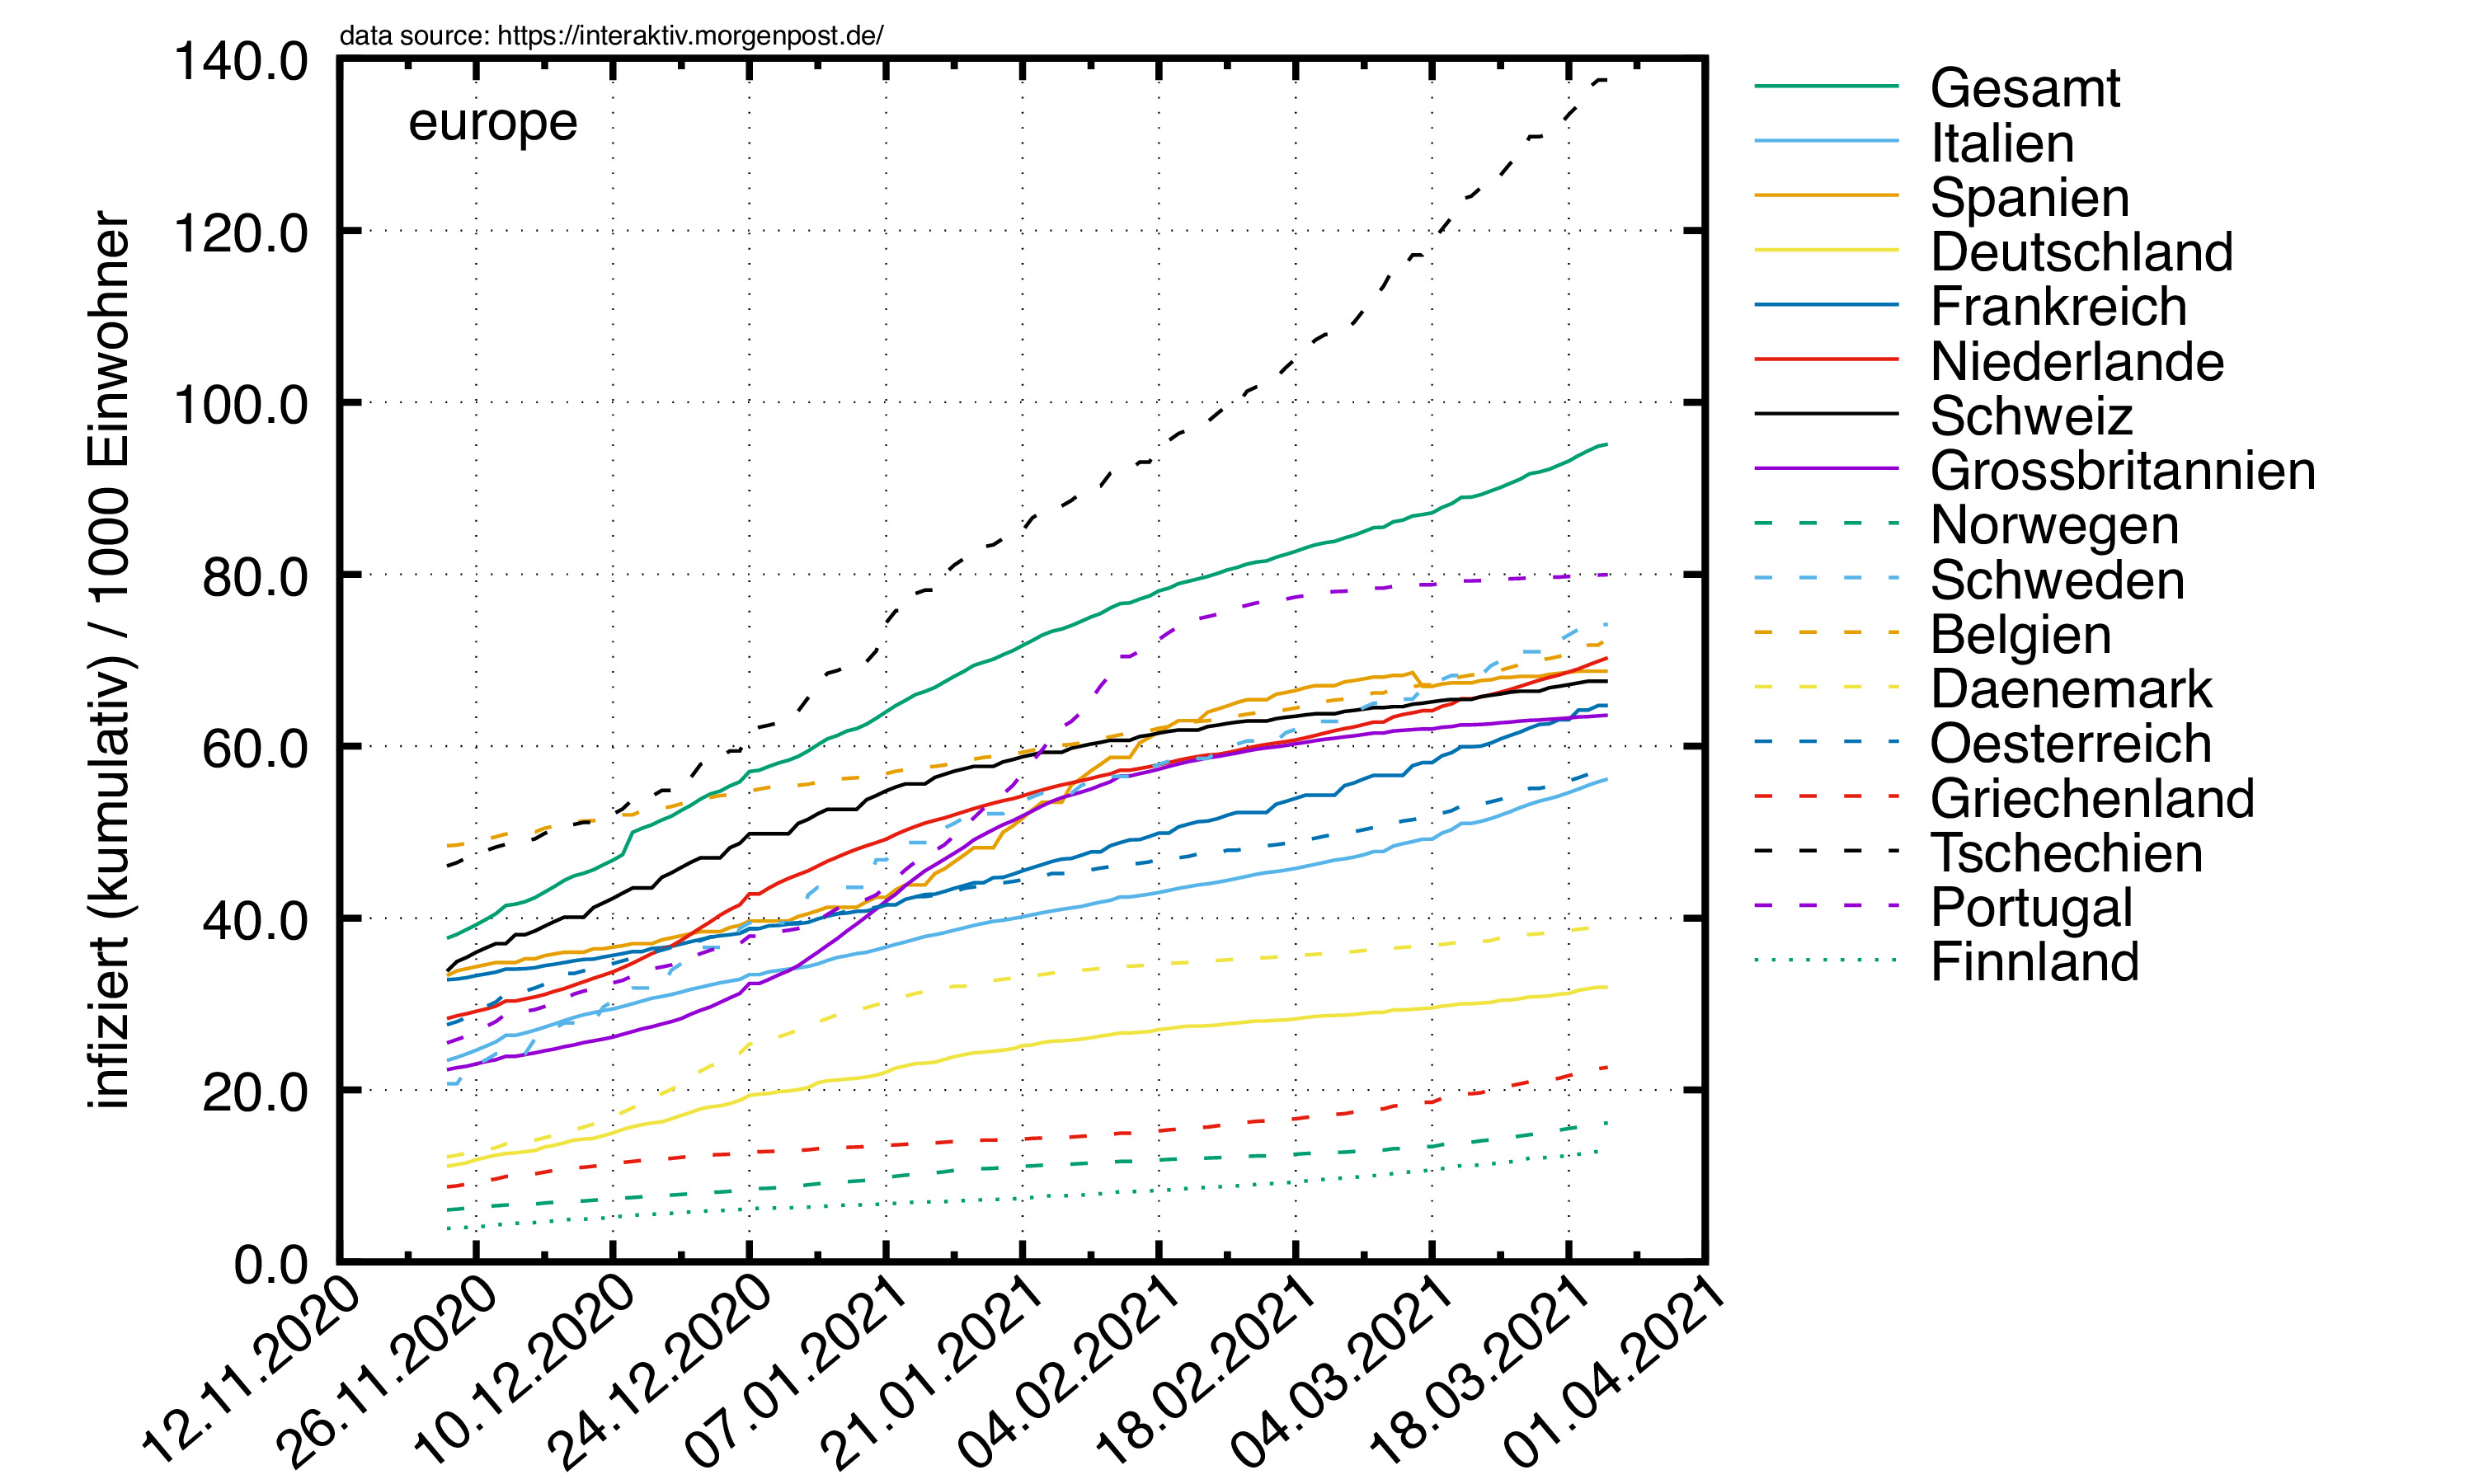 data source: https://interaktiv.morgenpost.de/
europe
infiziert (kumulativ) / 1000 Einwohner
140.0
120.0
100.0
80.0
60.0
40.0
20.0
0.0
12.11.2020
26.11.2020
10.12.2020
24.12.2020
07.01.2021
21.01.2021
04.02.2021
18.02.2021
04.03.2021
18.03.2021
01.04.2021
Gesamt
Italien
Spanien
Deutschland
Frankreich
Niederlande
Schweiz
Grossbritannien
Norwegen
Schweden
Belgien
Daenemark
Oesterreich
Griechenland
Tschechien
Portugal
Finnland